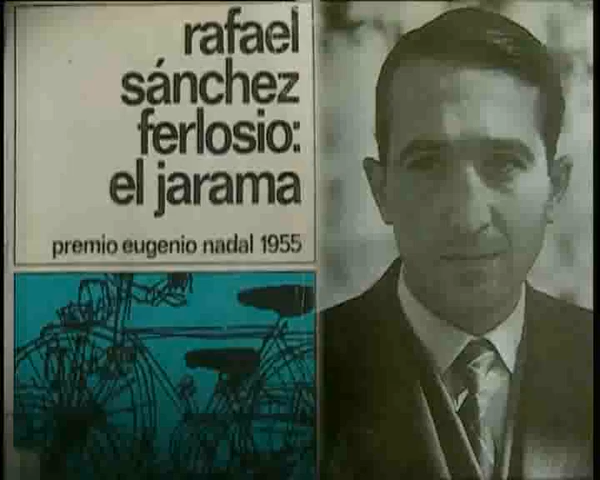 rafael
sánchez
ferlosio:
el jarama
premio eugenio nadal 1955